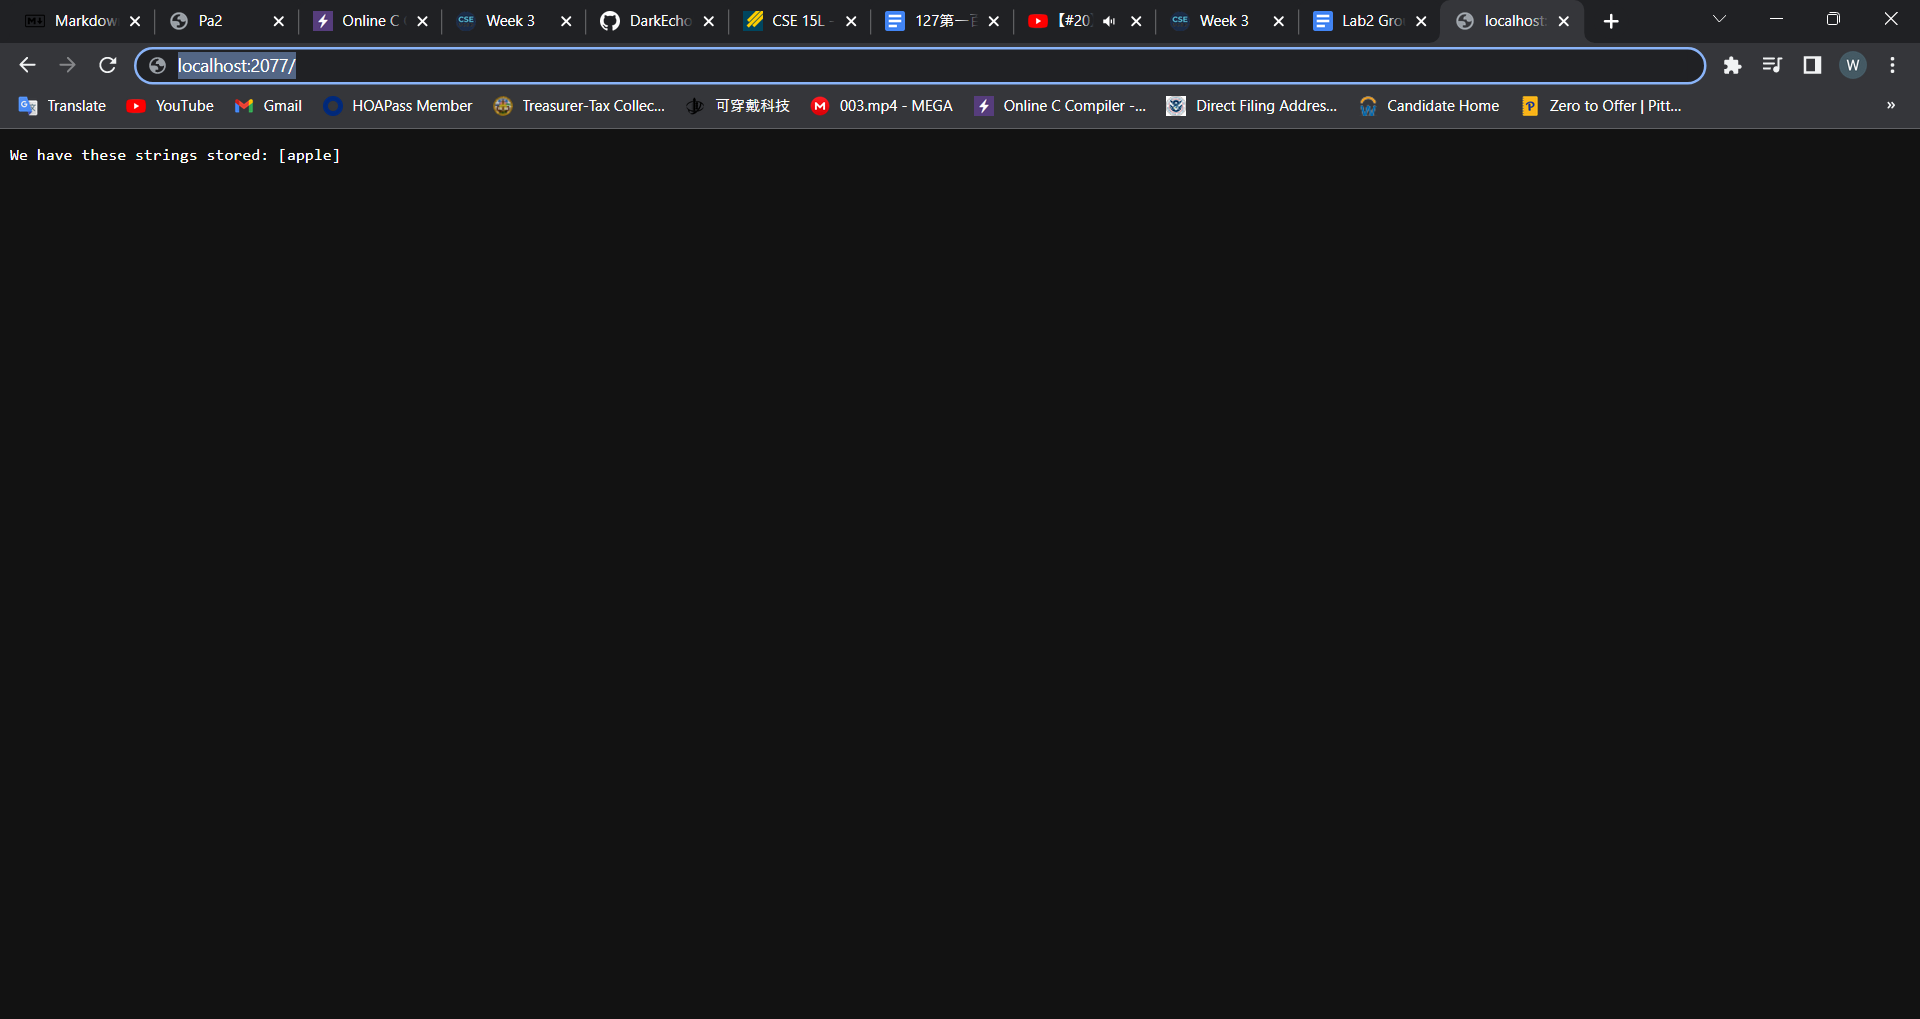 Markdow Pa2 Online C CSE Week 3 DarkEcho CSE 15L - 127第一 【#20 CSE Week 3 Lab2 Gro localhost:
localhost:2077/ W
Translate YouTube Gmail HOAPass Member Treasurer-Tax Collec... 可穿戴科技 003.mp4 - MEGA Online C Compiler -... Direct Filing Addres... Candidate Home Zero to Offer | Pitt... »
We have these strings stored: [apple]